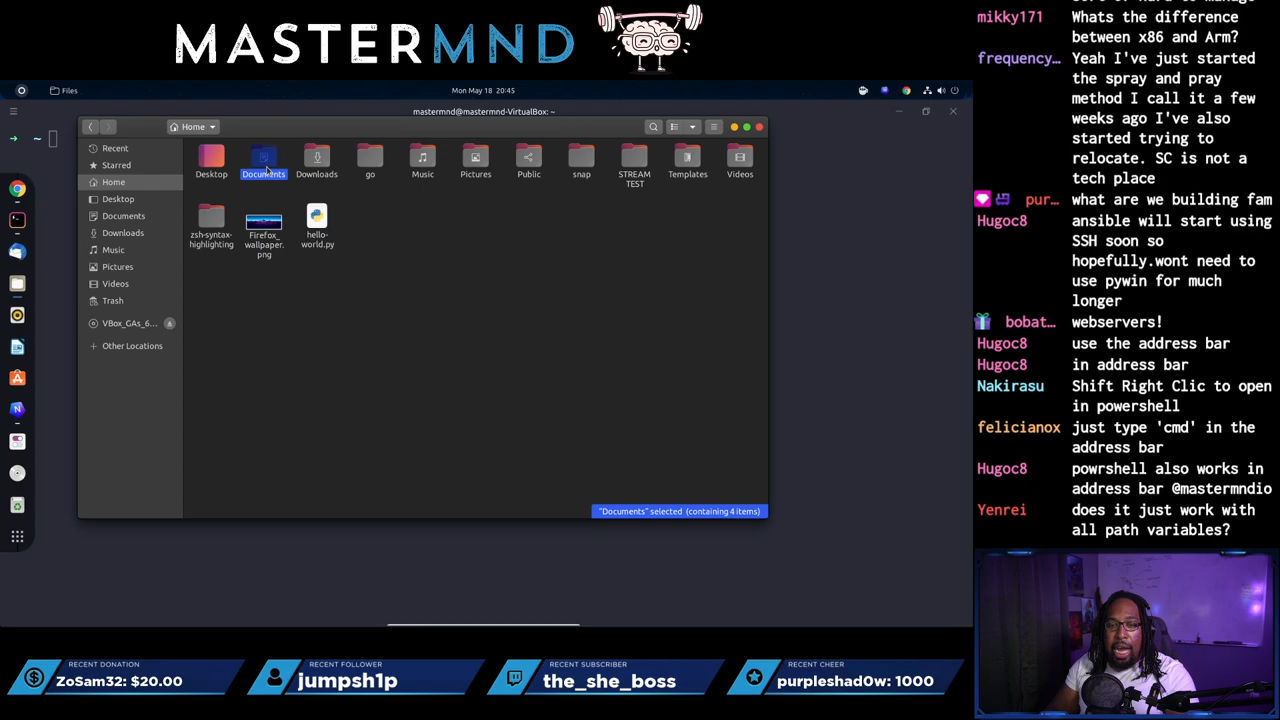 MASTERMND
Files
Mon May 18 20:45
mastermnd@mastermnd-VirtualBox: ~
~
Home
Recent
Starred
Home
Desktop
Documents
Downloads
Music
Pictures
Videos
Trash
VBox_GAs_6...
Other Locations
Desktop
Documents
Downloads
go
Music
Pictures
Public
snap
STREAM
TEST
Templates
Videos
zsh-syntax-
highlighting
Firefox_
wallpaper.
png
hello-
world.py
"Documents" selected (containing 4 items)
mikky171 Whats the difference
between x86 and Arm?
frequency... Yeah I've just started
the spray and pray
method I call it a few
weeks ago I've also
started trying to
relocate. SC is not a
tech place
pur... what are we building fam
Hugoc8 ansible will start using
SSH soon so
hopefully.wont need to
use pywin for much
longer
bobat... webservers!
Hugoc8 use the address bar
Hugoc8 in address bar
Nakirasu Shift Right Clic to open
in powershell
felicianox just type 'cmd' in the
address bar
Hugoc8 powrshell also works in
address bar @mastermndio
Yenrei does it just work with
all path variables?
RECENT DONATION
ZoSam32: $20.00
RECENT FOLLOWER
jumpsh1p
RECENT SUBSCRIBER
the_she_boss
RECENT CHEER
purpleshad0w: 1000